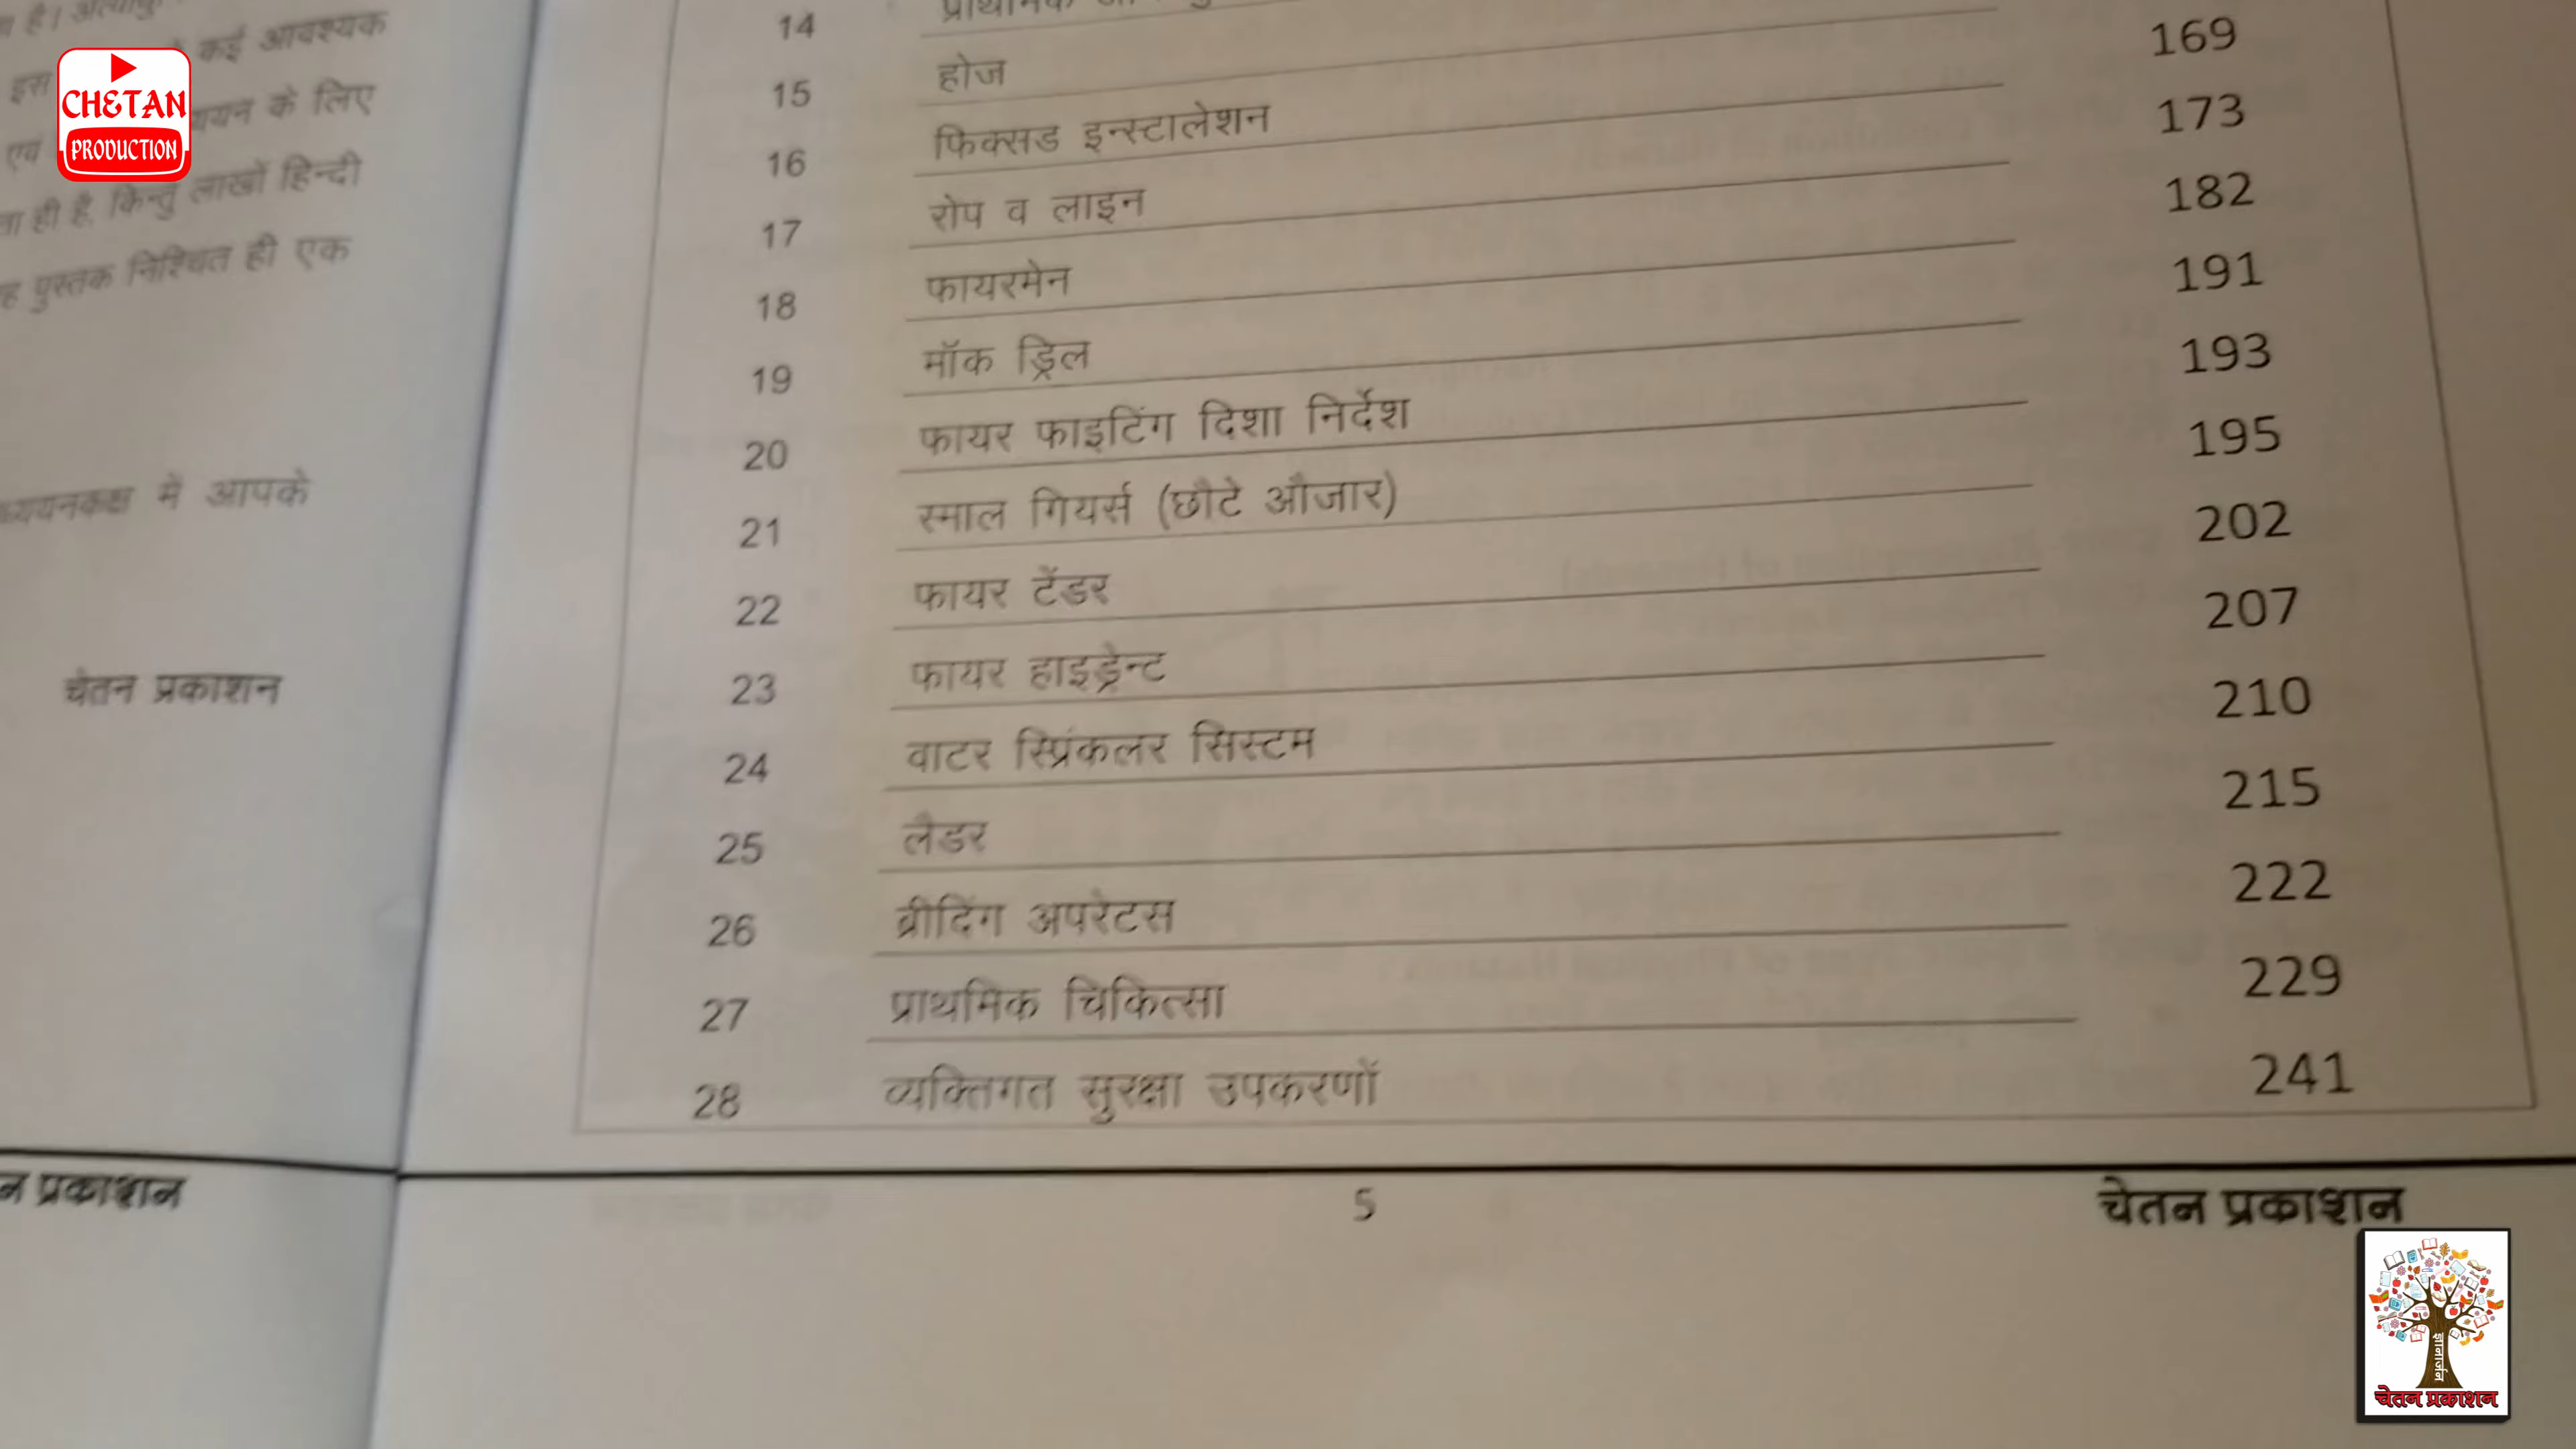 CHETAN
PRODUCTION
कई आवश्यक
इस
के लिए
एवं
ही है, किन्तु लाखों हिन्दी
पुस्तक निश्चित ही एक
में आपके
चेतन प्रकाशन
प्रकाशन
14
15 होज 169
16 फिक्सड इन्स्टालेशन 173
17 रोप व लाइन 182
18 फायरमेन 191
19 मॉक ड्रिल 193
20 फायर फाइटिंग दिशा निर्देश 195
21 स्माल गियर्स (छौटे औजार) 202
22 फायर टेंडर 207
23 फायर हाइड्रेन्ट 210
24 वाटर स्प्रिंकलर सिस्टम 215
25 लैडर 222
26 ब्रीदिंग अपरेटस 229
27 प्राथमिक चिकित्सा 241
28 व्यक्तिगत सुरक्षा उपकरणों
5
चेतन प्रकाशन
ज्ञानार्जन
चेतन प्रकाशन